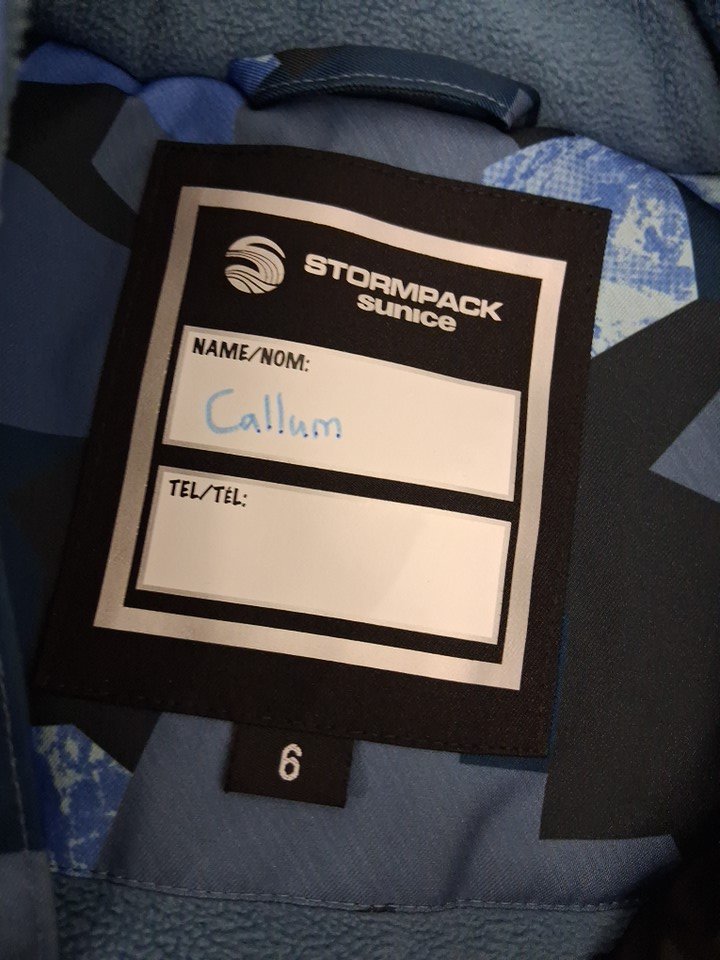 STORMPACK
sunice
NAME/NOM:
Callum
TEL/TÉL:
6